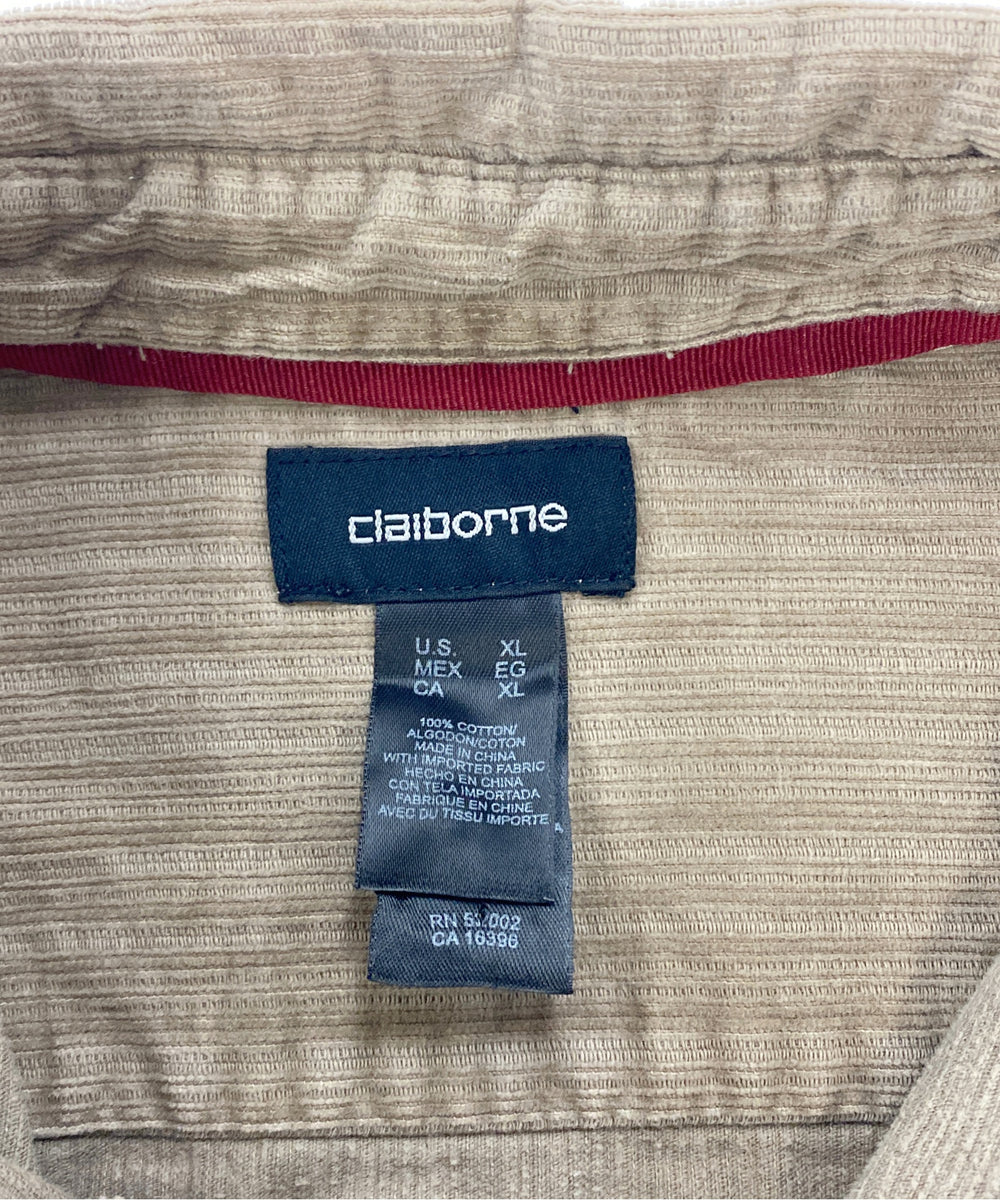 claiborne
U.S. XL
MEX EG
CA XL
100% COTTON/
ALGODON/COTON
MADE IN CHINA
WITH IMPORTED FABRIC
HECHO EN CHINA
CON TELA IMPORTADA
FABRIQUE EN CHINE
AVEC DU TISSU IMPORTE
RN
CA 16396